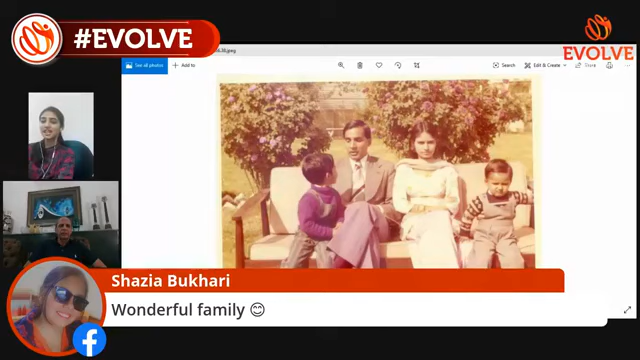 #EVOLVE
EVOLVE
See all photos
Add to
Search
Edit & Create
Share
Shazia Bukhari
Wonderful family 😊